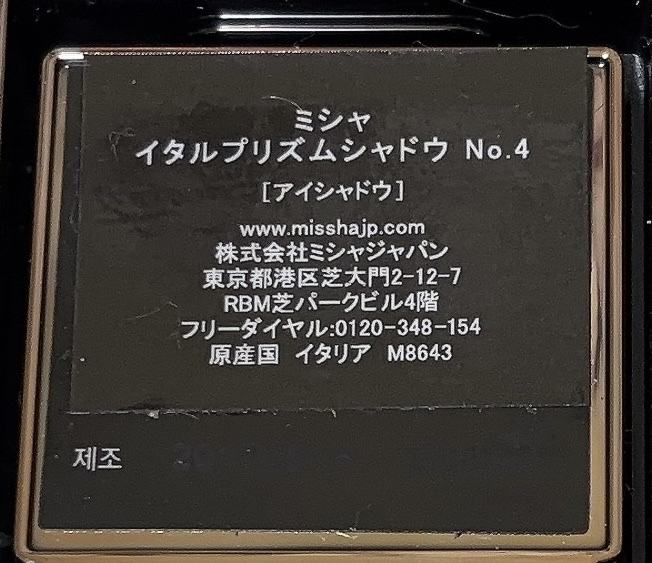 ミシャ
イタルプリズムシャドウ No.4
[アイシャドウ]
www.misshajp.com
株式会社ミシャジャパン
東京都港区芝大門2-12-7
RBM芝パークビル4階
フリーダイヤル:0120-348-154
原産国 イタリア M8643
제조